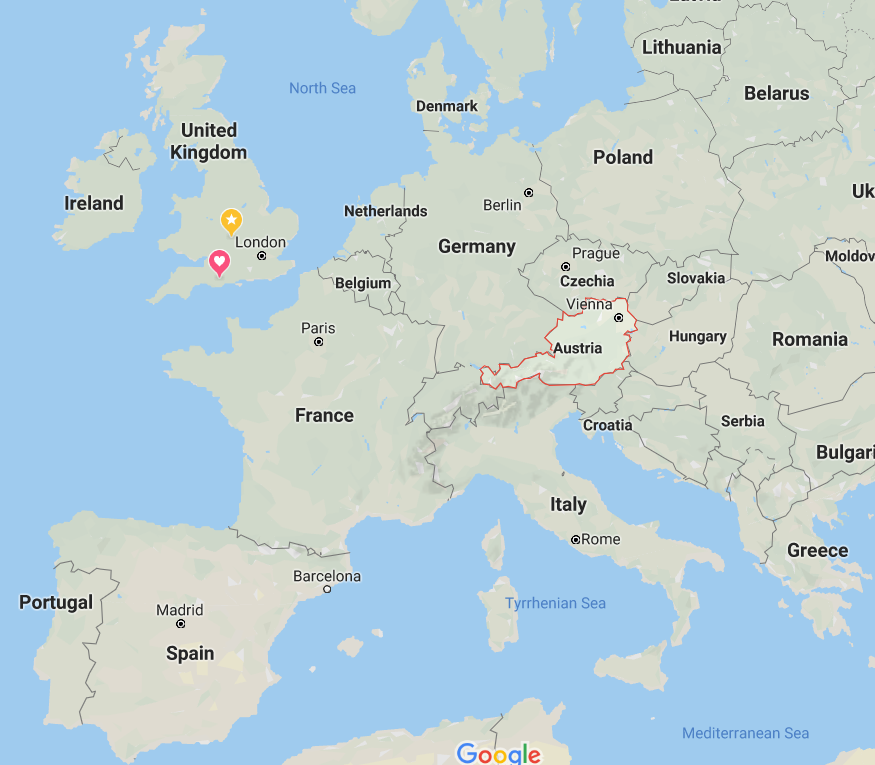 Lithuania
North Sea
Belarus
Denmark
United
Kingdom
Poland
Ireland
Uk
Berlin
Netherlands
London
Germany
Prague
Moldov
Belgium
Czechia
Slovakia
Vienna
Paris
Hungary
Romania
Austria
France
Serbia
Croatia
Bulgari
Italy
Rome
Greece
Barcelona
Portugal
Tyrrhenian Sea
Madrid
Spain
Mediterranean Sea
Google